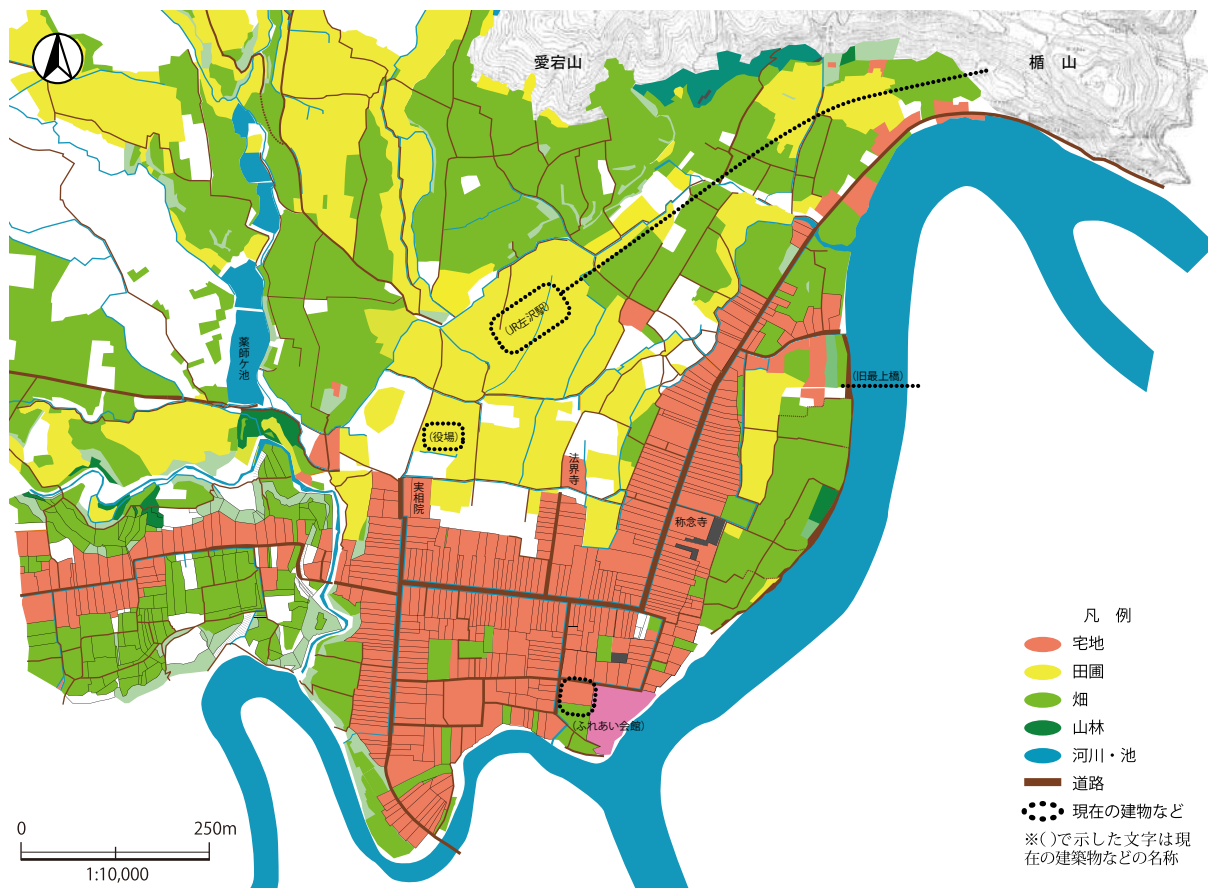 愛宕山
楯 山
(JR左沢駅)
薬師ケ池
(旧最上橋)
(役場)
法界寺
実相院
称念寺
(ふれあい会館)
凡 例
宅地
田圃
畑
山林
河川・池
道路
現在の建物など
※( )で示した文字は現
在の建築物などの名称
0 250m
1:10,000